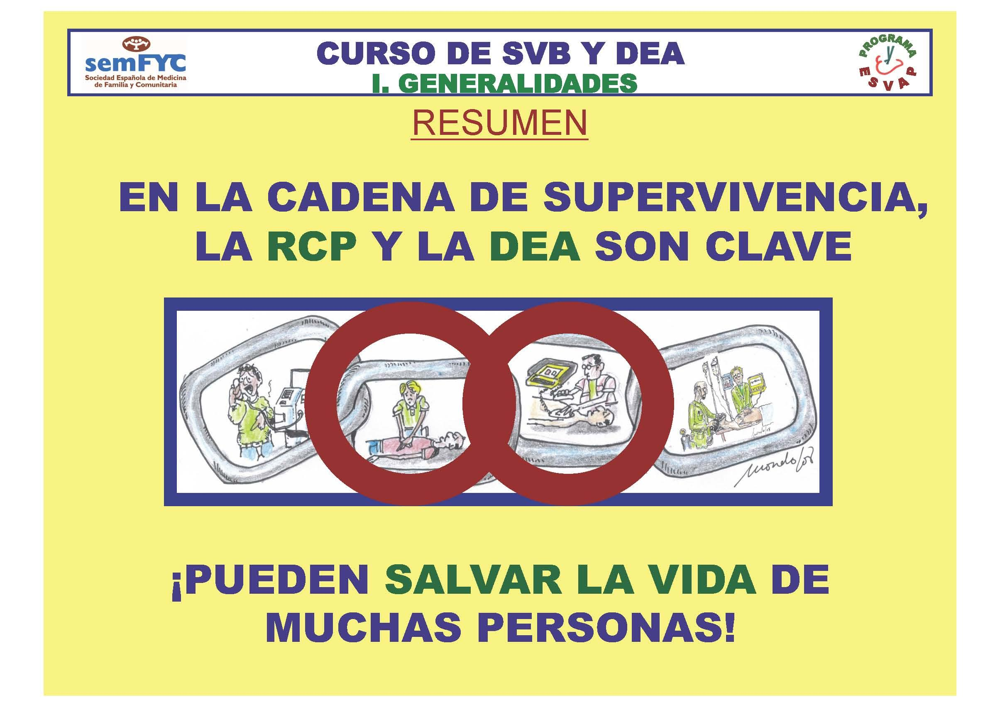 semFYC
Sociedad Española de Medicina
de Familia y Comunitaria
CURSO DE SVB Y DEA
I. GENERALIDADES
PROGRAMA
ESVAP
RESUMEN
EN LA CADENA DE SUPERVIVENCIA,
LA RCP Y LA DEA SON CLAVE
¡PUEDEN SALVAR LA VIDA DE
MUCHAS PERSONAS!